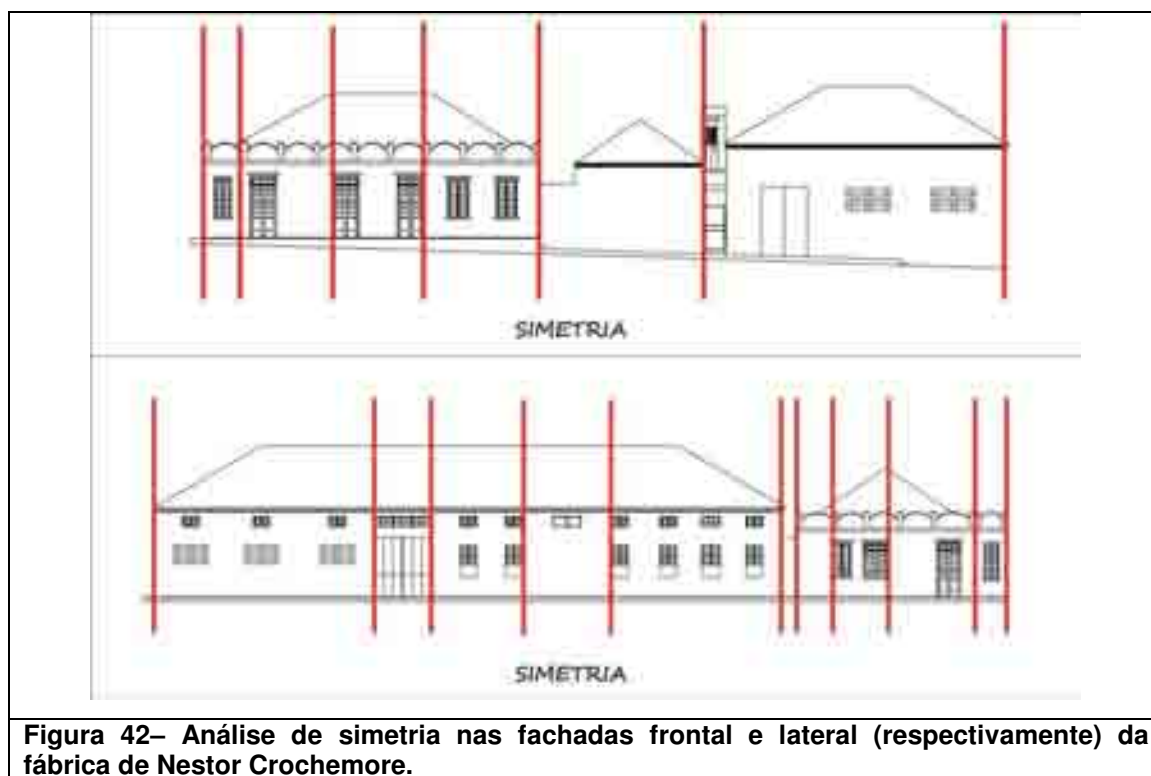 SIMETRIA
SIMETRIA
Figura 42– Análise de simetria nas fachadas frontal e lateral (respectivamente) da
fábrica de Nestor Crochemore.